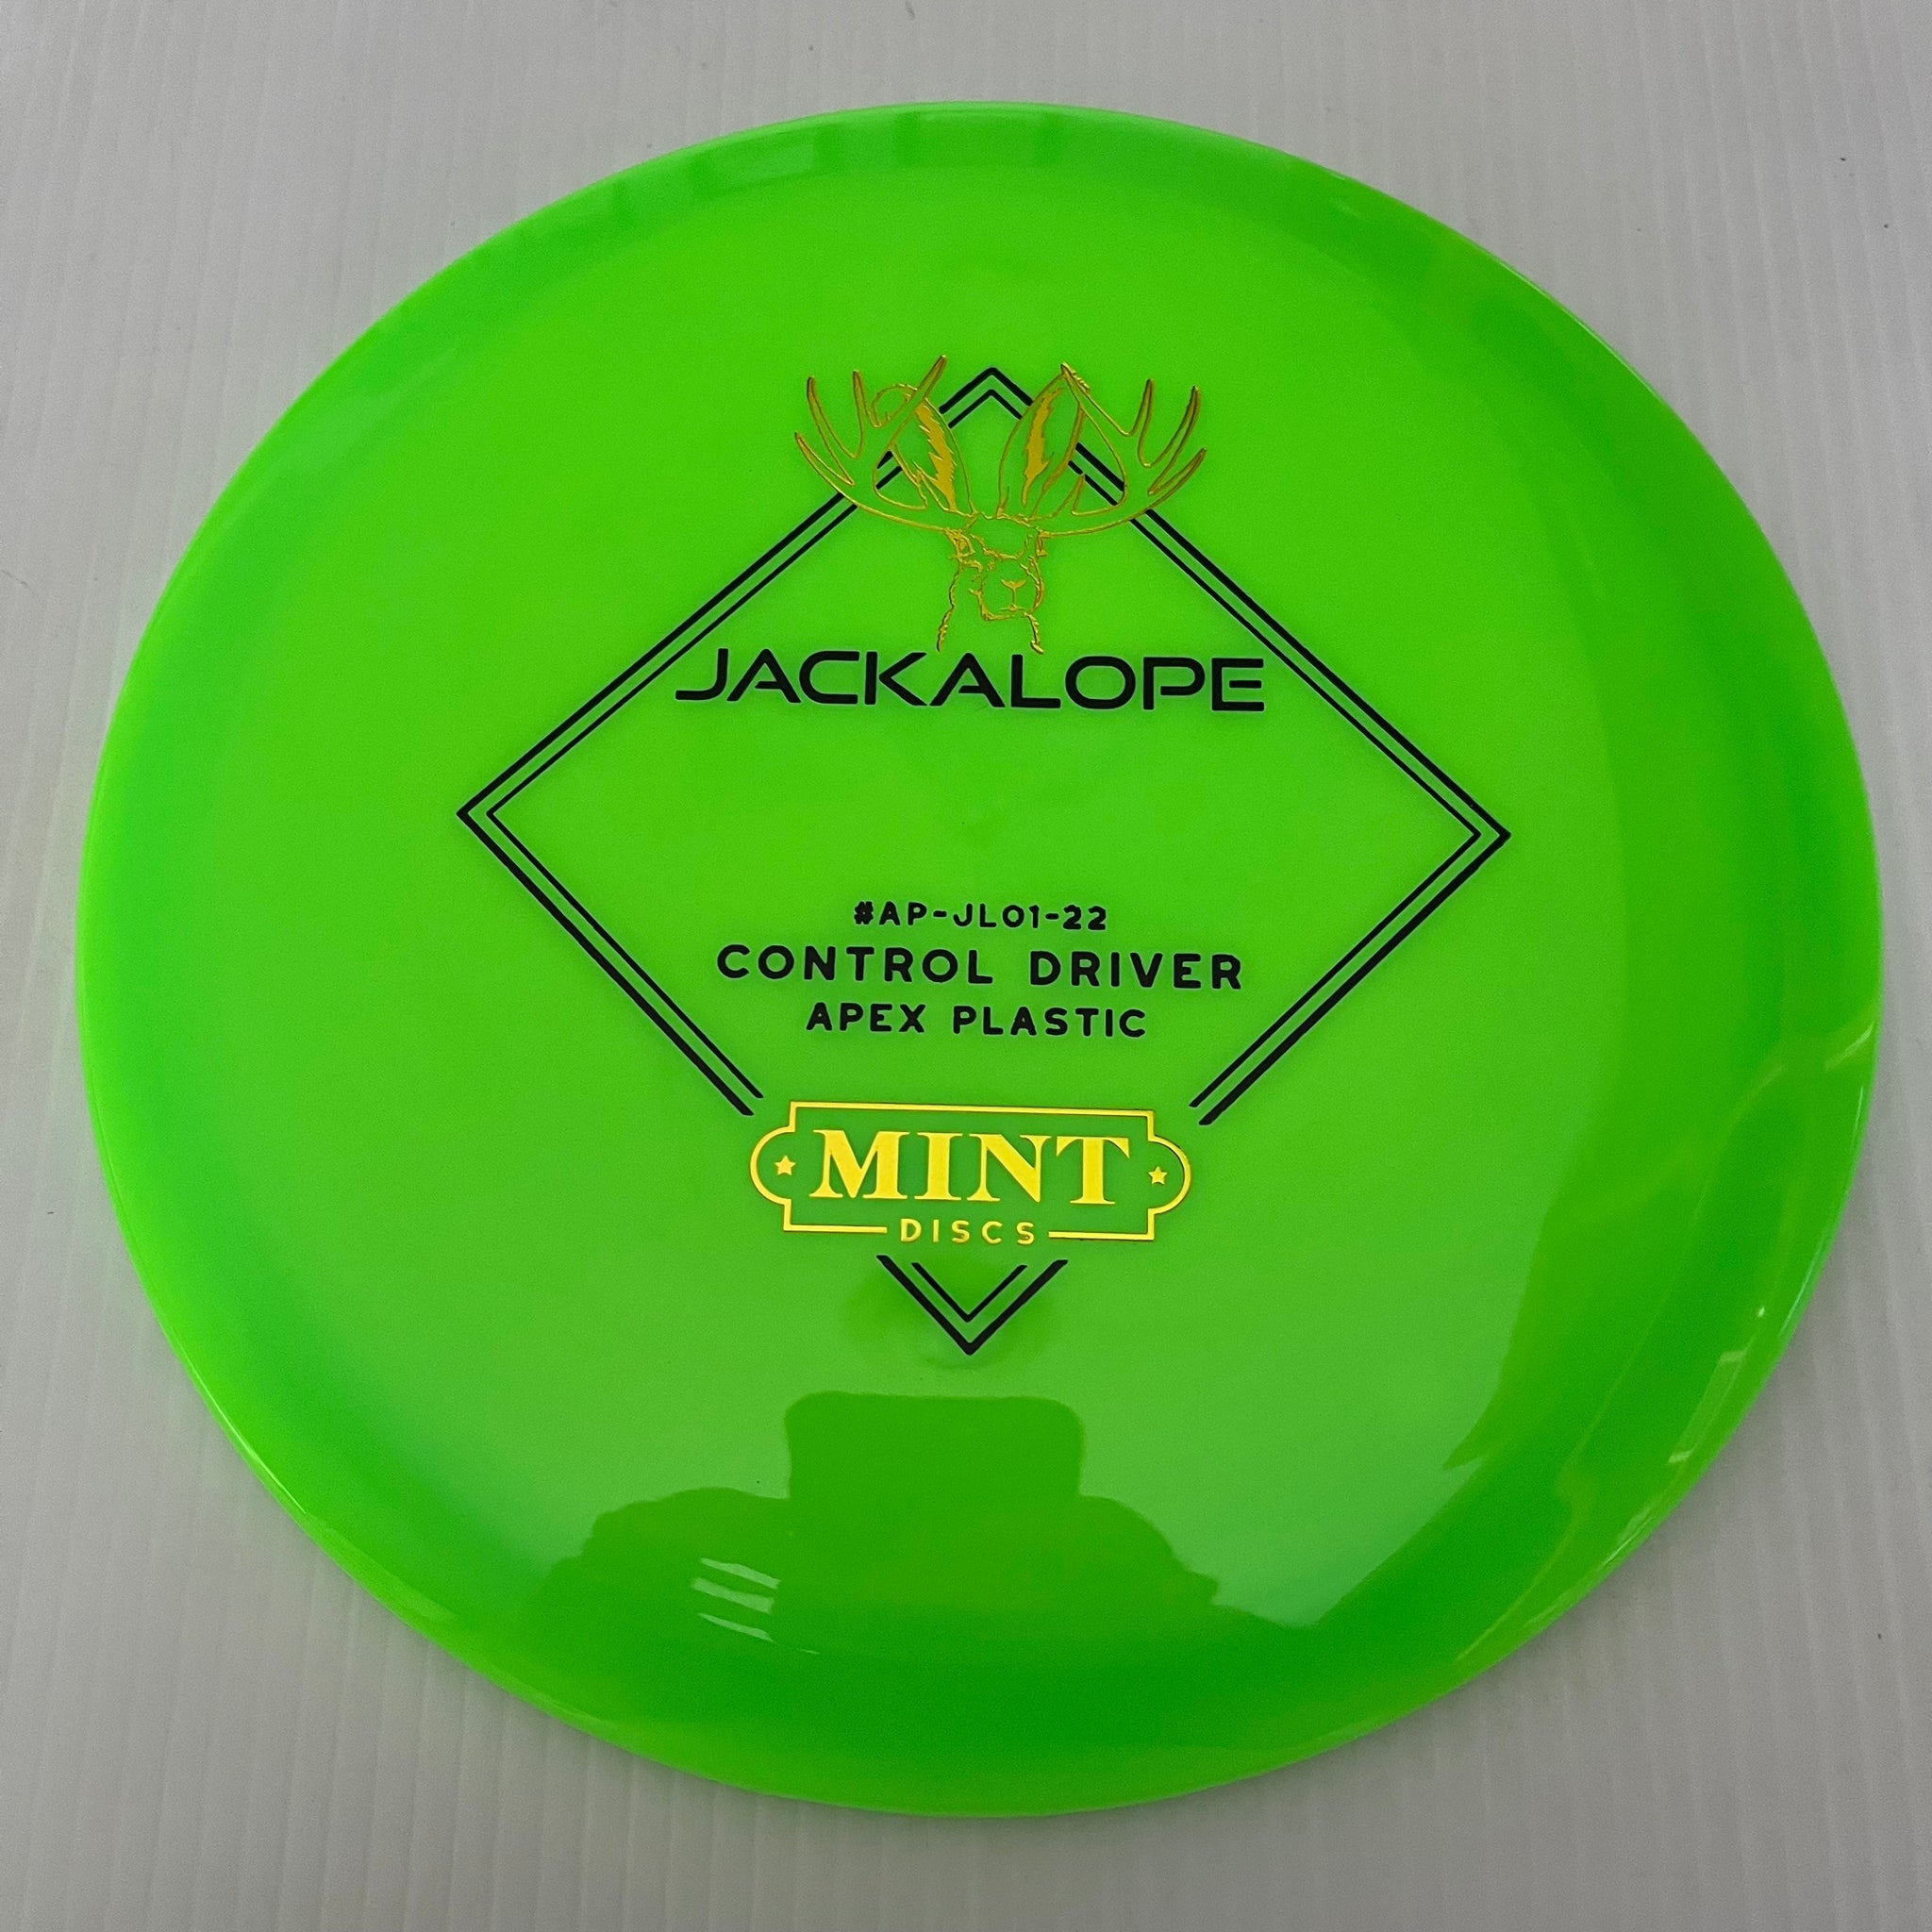 JACKALOPE
#AP-JL01-22
CONTROL DRIVER
APEX PLASTIC
MINT
DISCS